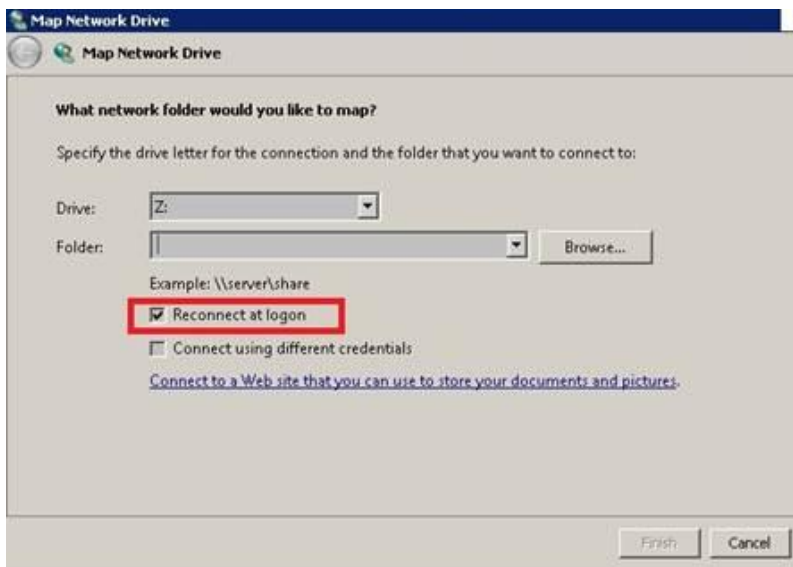 Map Network Drive
Map Network Drive
What network folder would you like to map?
Specify the drive letter for the connection and the folder that you want to connect to:
Drive: Z:
Folder: Browse...
Example: \\server\share
Reconnect at logon
Connect using different credentials
Connect to a Web site that you can use to store your documents and pictures.
Finish Cancel